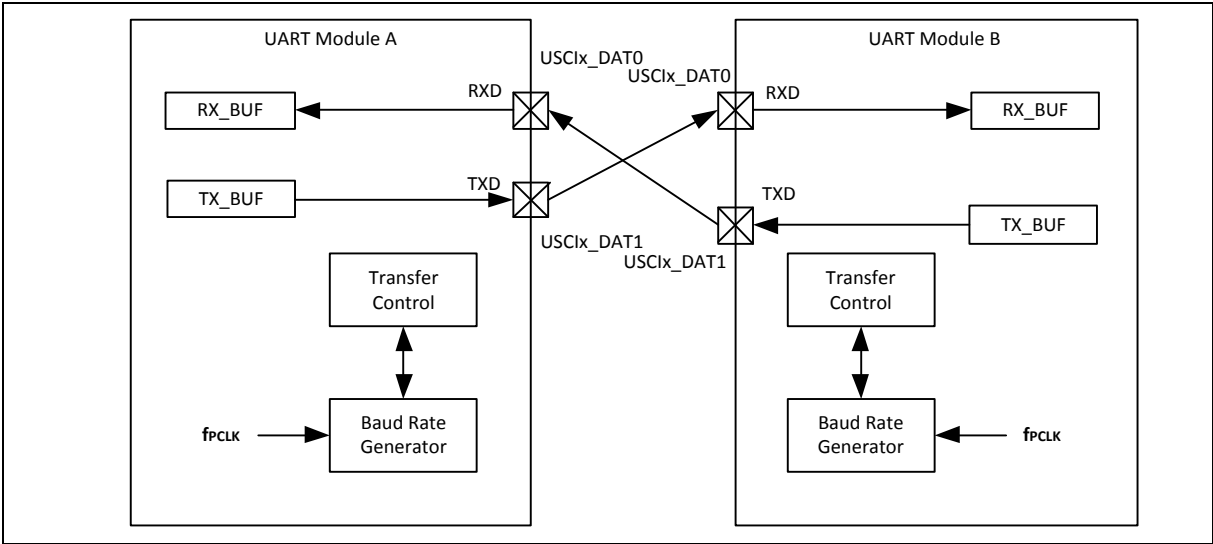 UART Module A
UART Module B
USCIx_DAT0
USCIx_DAT0
RXD
RXD
RX_BUF
RX_BUF
TXD
TXD
TX_BUF
TX_BUF
USCIx_DAT1
USCIx_DAT1
Transfer
Control
Transfer
Control
fPCLK
Baud Rate
Generator
Baud Rate
Generator
fPCLK